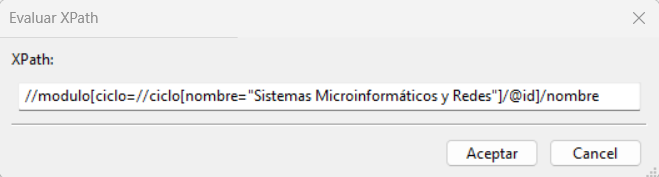 Evaluar XPath
XPath:
//modulo[ciclo=//ciclo[nombre="Sistemas Microinformáticos y Redes"]/@id]/nombre
Aceptar Cancel